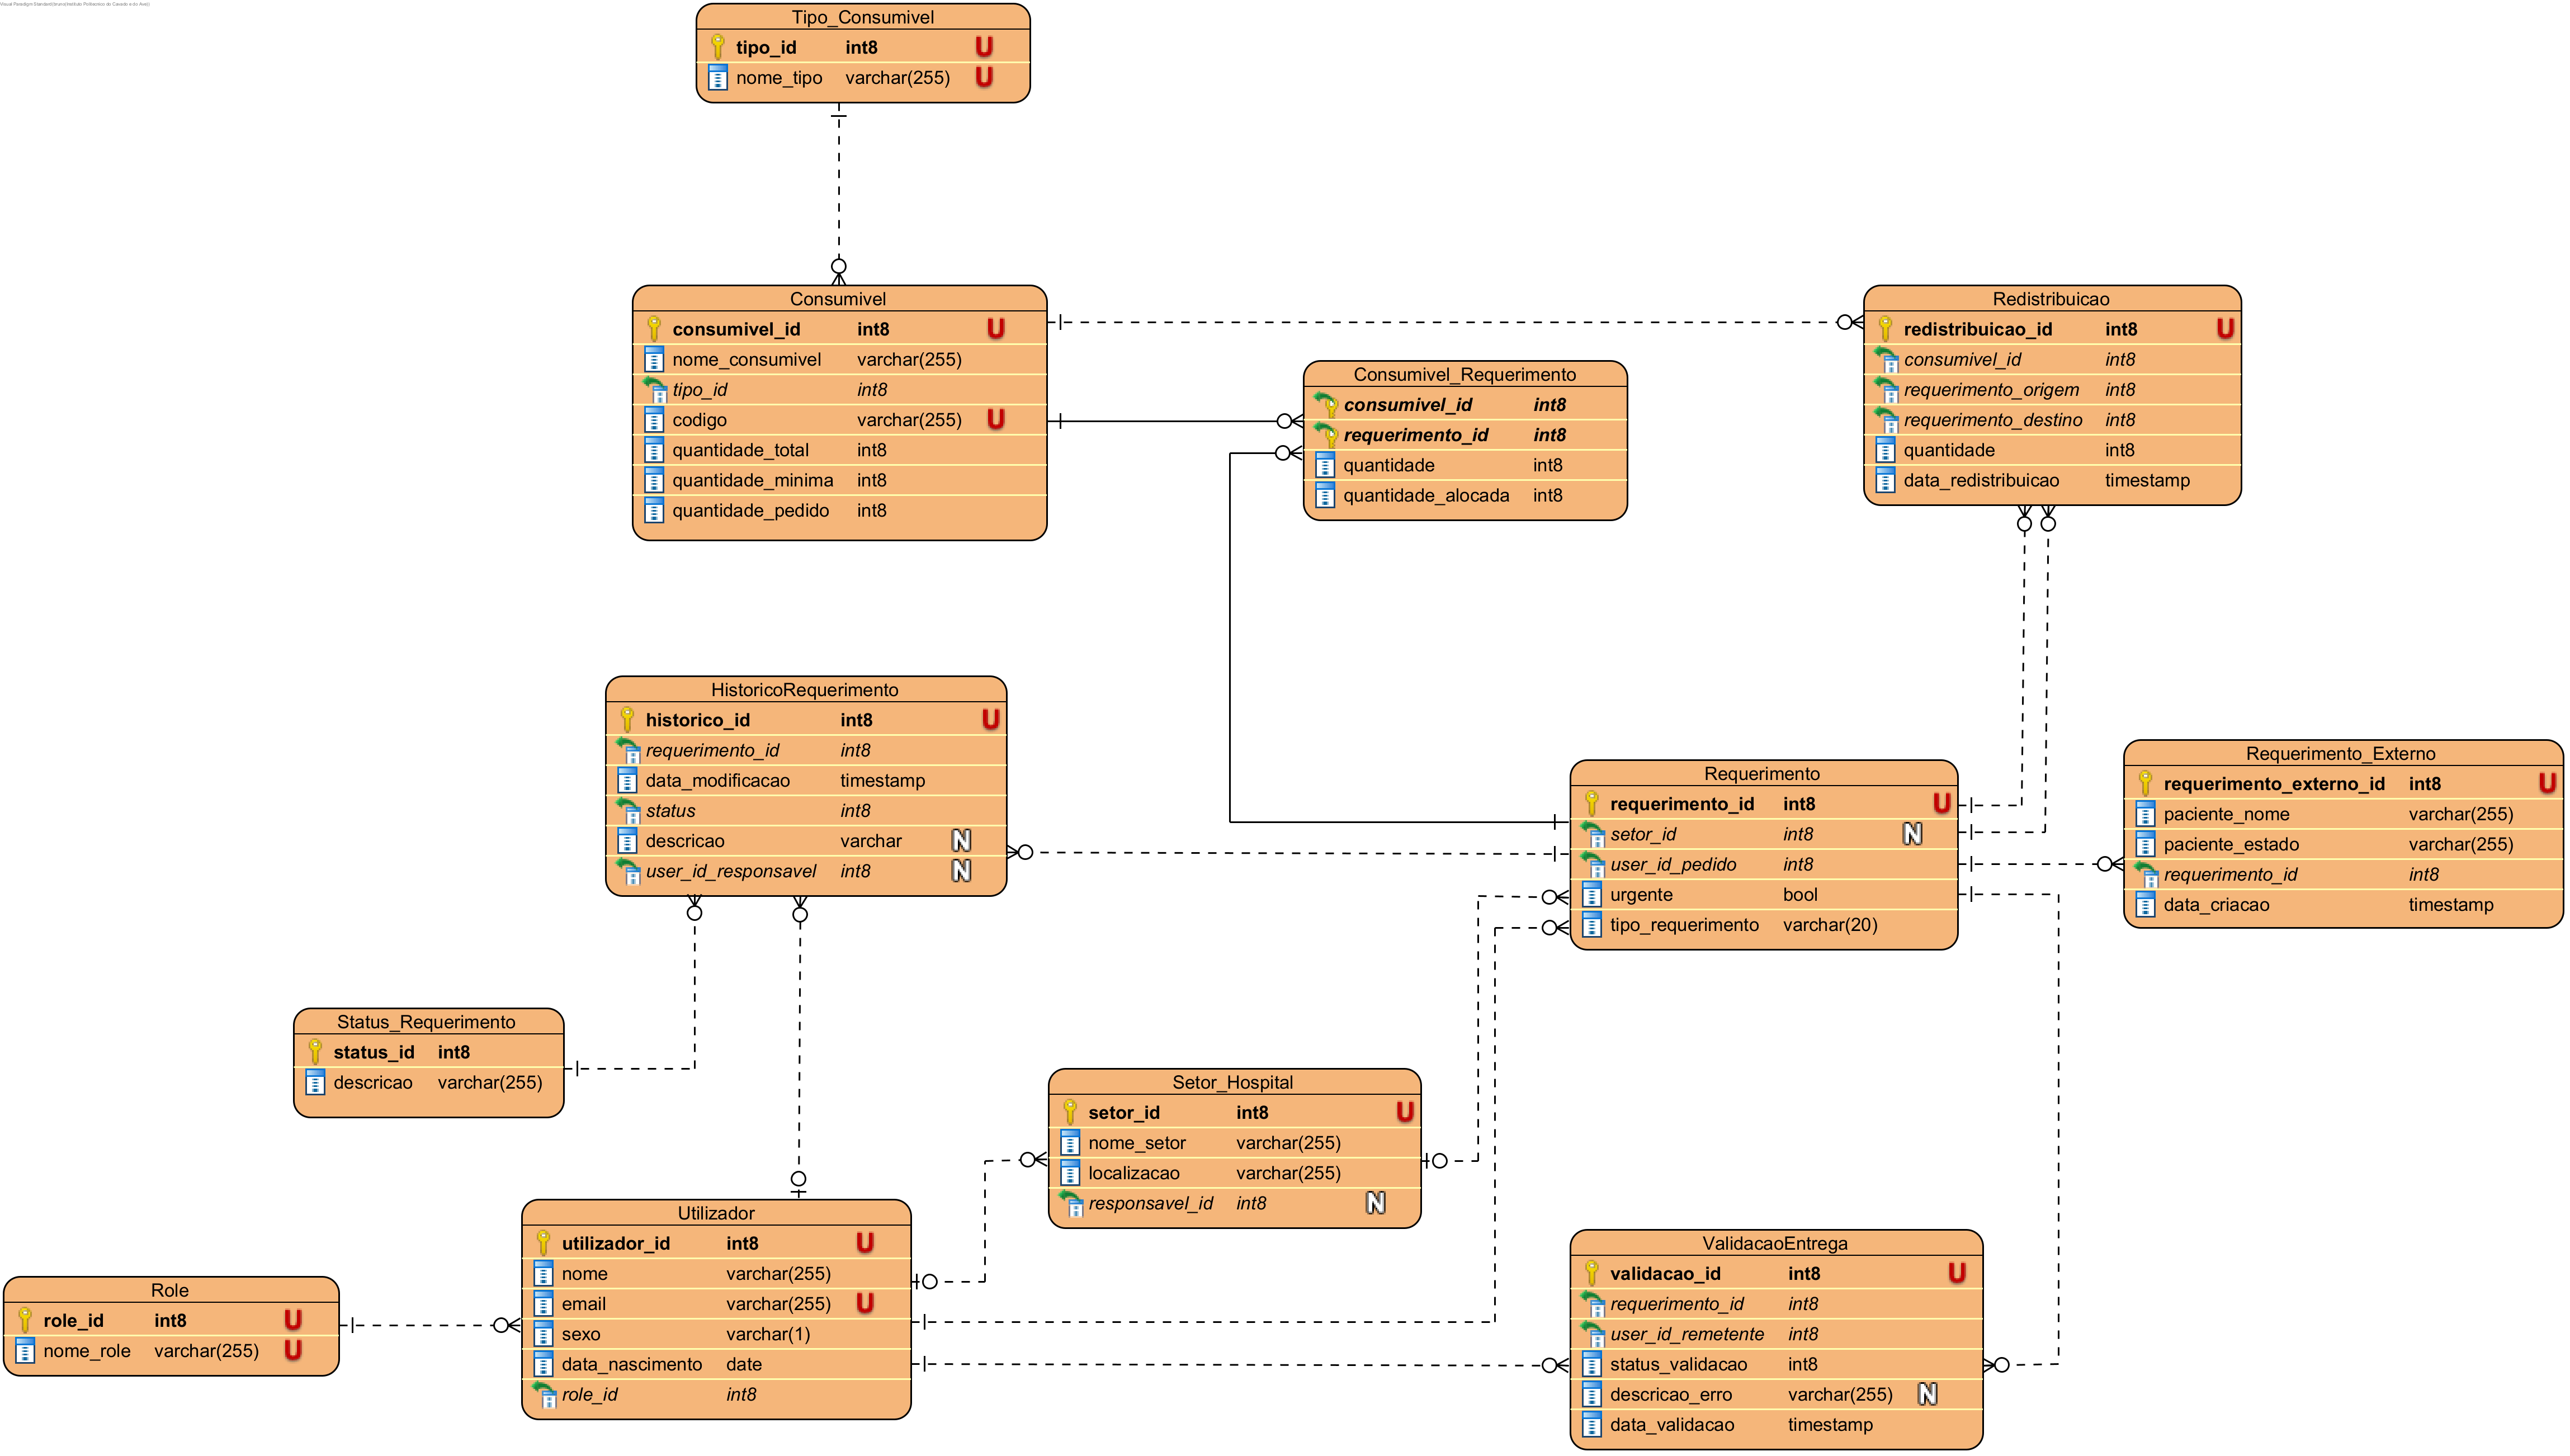 Visual Paradigm Standard(bruno(Instituto Politécnico do Cávado e do Ave))
Tipo_Consumivel
tipo_id int8 U
nome_tipo varchar(255) U
Consumivel
consumivel_id int8 U
nome_consumivel varchar(255)
tipo_id int8
codigo varchar(255) U
quantidade_total int8
quantidade_minima int8
quantidade_pedido int8
Consumivel_Requerimento
consumivel_id int8
requerimento_id int8
quantidade int8
quantidade_alocada int8
Redistribuicao
redistribuicao_id int8 U
consumivel_id int8
requerimento_origem int8
requerimento_destino int8
quantidade int8
data_redistribuicao timestamp
HistoricoRequerimento
historico_id int8 U
requerimento_id int8
data_modificacao timestamp
status int8
descricao varchar N
user_id_responsavel int8 N
Requerimento
requerimento_id int8 U
setor_id int8 N
user_id_pedido int8
urgente bool
tipo_requerimento varchar(20)
Requerimento_Externo
requerimento_externo_id int8 U
paciente_nome varchar(255)
paciente_estado varchar(255)
requerimento_id int8
data_criacao timestamp
Status_Requerimento
status_id int8
descricao varchar(255)
Setor_Hospital
setor_id int8 U
nome_setor varchar(255)
localizacao varchar(255)
responsavel_id int8 N
Utilizador
utilizador_id int8 U
nome varchar(255)
email varchar(255) U
sexo varchar(1)
data_nascimento date
role_id int8
Role
role_id int8 U
nome_role varchar(255) U
ValidacaoEntrega
validacao_id int8 U
requerimento_id int8
user_id_remetente int8
status_validacao int8
descricao_erro varchar(255) N
data_validacao timestamp